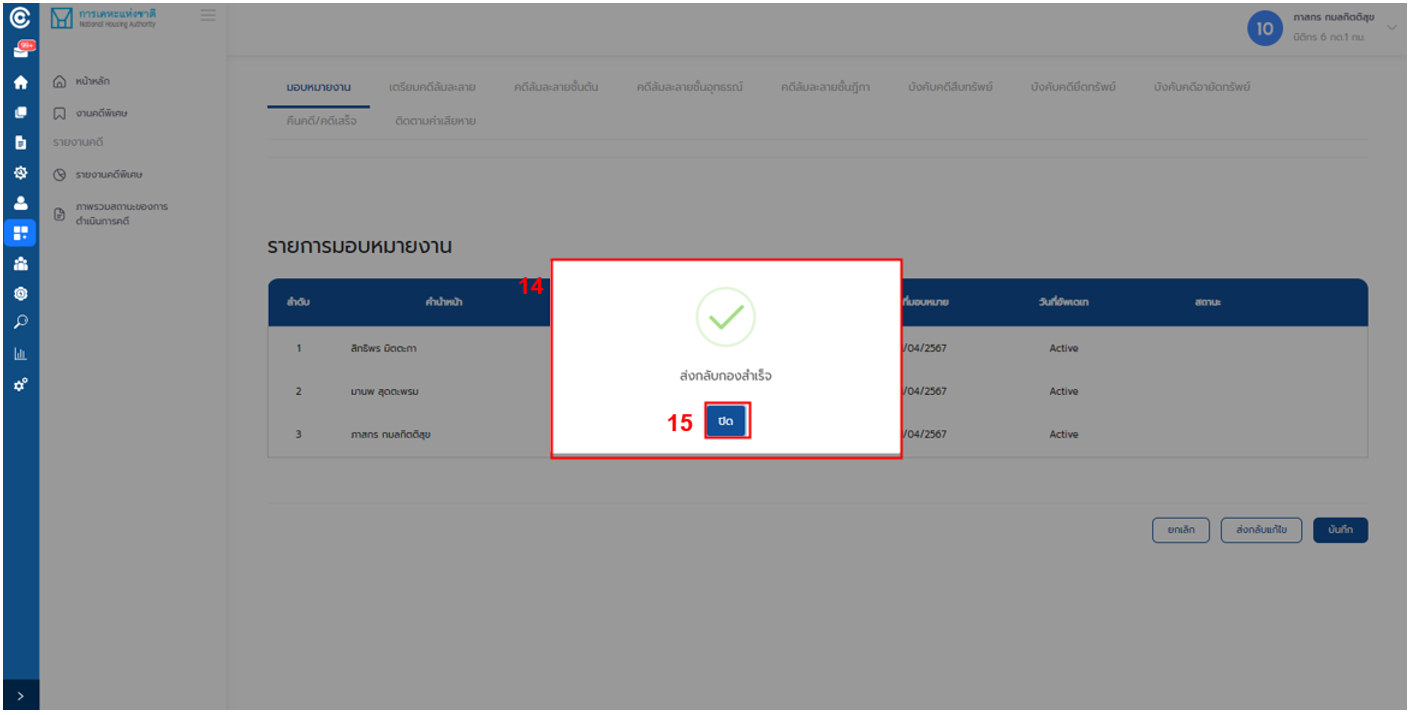 การเคหะแห่งชาติ
National Housing Authority
99+
10
ภาสกร กมลกิตติสุข
นิติกร 6 กด.1 กม.
หน้าหลัก
งานคดีพิเศษ
รายงานคดี
รายงานคดีพิเศษ
ภาพรวมสถานะของการ
ดำเนินการคดี
มอบหมายงาน เตรียมคดีล้มละลาย คดีล้มละลายชั้นต้น คดีล้มละลายชั้นอุทธรณ์ คดีล้มละลายชั้นฎีกา บังคับคดีสืบทรัพย์ บังคับคดียึดทรัพย์ บังคับคดีอายัดทรัพย์
คืนคดี/คดีเสร็จ ติดตามค่าเสียหาย
รายการมอบหมายงาน
14
ลำดับ คำนำหน้า ที่มอบหมาย วันที่อัพเดท สถานะ
1 สิทธิพร มิตตะกา /04/2567 Active
2 มานพ สุดตะพรม /04/2567 Active
3 ภาสกร กมลกิตติสุข /04/2567 Active
ส่งกลับกองสำเร็จ
15 ปิด
ยกเลิก ส่งกลับแก้ไข บันทึก